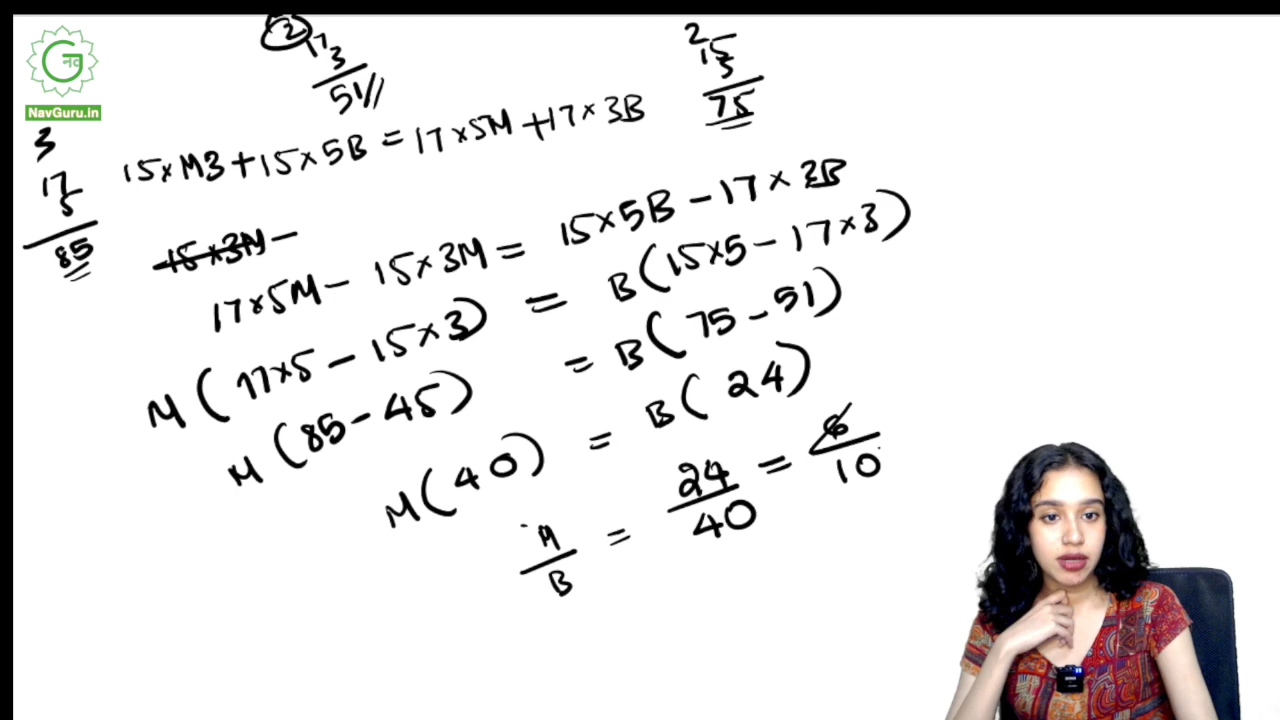 नव
NavGuru.in
2
17
3
51
2
15
5
75
3
17
5
85
15×M3+15×5B=17×5M+17×3B
15×3M-
17×5M-15×3M=15×5B-17×3B
M(17×5-15×3)=B(15×5-17×3)
M(85-45)=B(75-51)
M(40)=B(24)
M/B=24/40=6/10